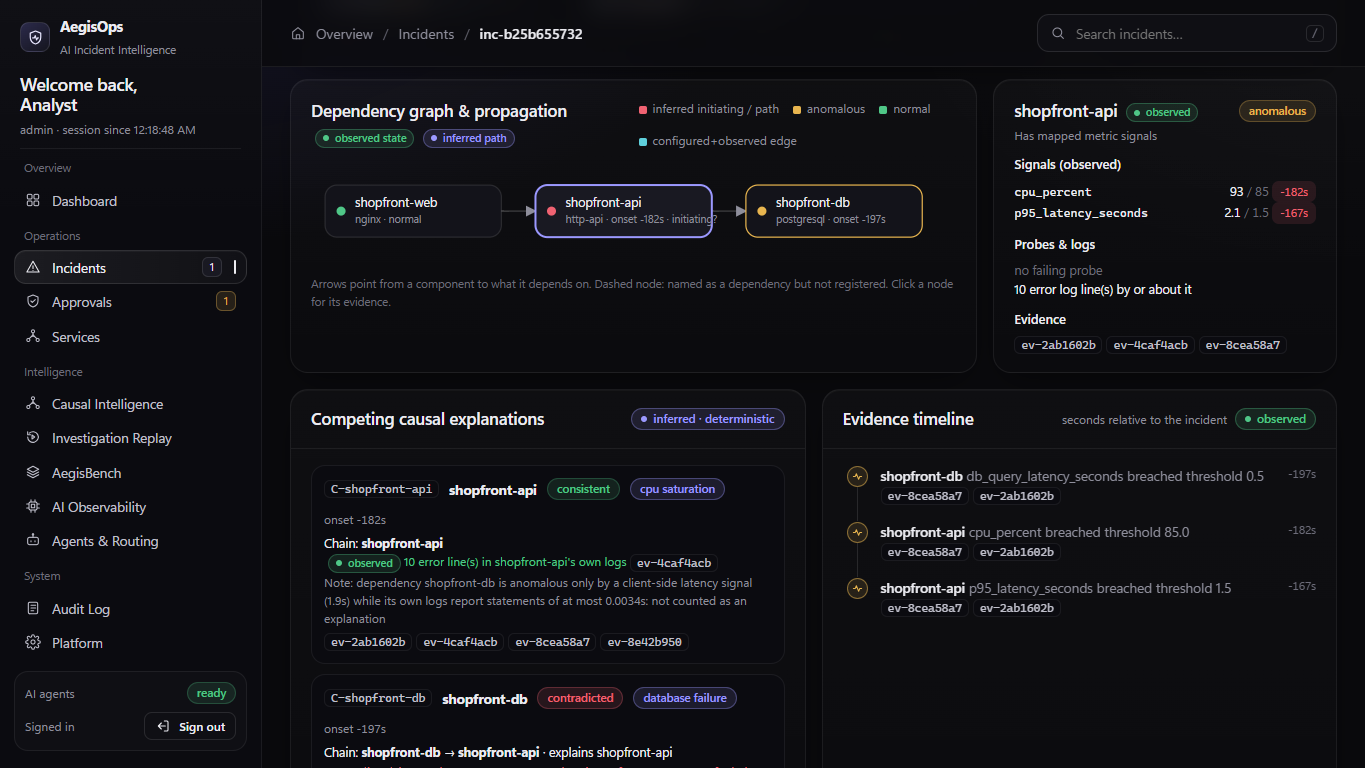 AegisOps
AI Incident Intelligence
Welcome back,
Analyst
admin · session since 12:18:48 AM
Overview
Dashboard
Operations
Incidents 1
Approvals 1
Services
Intelligence
Causal Intelligence
Investigation Replay
AegisBench
AI Observability
Agents & Routing
System
Audit Log
Platform
AI agents ready
Signed in Sign out
Overview / Incidents / inc-b25b655732
Search incidents... /
Dependency graph & propagation
observed state inferred path
inferred initiating / path anomalous normal
configured+observed edge
shopfront-web
nginx · normal
shopfront-api
http-api · onset -182s · initiating?
shopfront-db
postgresql · onset -197s
Arrows point from a component to what it depends on. Dashed node: named as a dependency but not registered. Click a node
for its evidence.
shopfront-api observed anomalous
Has mapped metric signals
Signals (observed)
cpu_percent 93 / 85 -182s
p95_latency_seconds 2.1 / 1.5 -167s
Probes & logs
no failing probe
10 error log line(s) by or about it
Evidence
ev-2ab1602b ev-4caf4acb ev-8cea58a7
Competing causal explanations inferred · deterministic
C-shopfront-api shopfront-api consistent cpu saturation
onset -182s
Chain: shopfront-api
observed 10 error line(s) in shopfront-api's own logs ev-4caf4acb
Note: dependency shopfront-db is anomalous only by a client-side latency signal
(1.9s) while its own logs report statements of at most 0.0034s: not counted as an
explanation
ev-2ab1602b ev-4caf4acb ev-8cea58a7 ev-8e42b950
C-shopfront-db shopfront-db contradicted database failure
onset -197s
Chain: shopfront-db → shopfront-api · explains shopfront-api
Evidence timeline seconds relative to the incident observed
shopfront-db db_query_latency_seconds breached threshold 0.5 -197s
ev-8cea58a7 ev-2ab1602b
shopfront-api cpu_percent breached threshold 85.0 -182s
ev-8cea58a7 ev-2ab1602b
shopfront-api p95_latency_seconds breached threshold 1.5 -167s
ev-8cea58a7 ev-2ab1602b